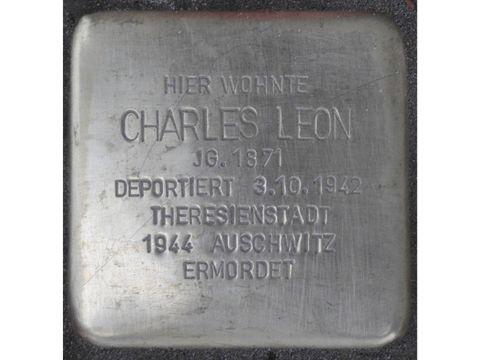 HIER WOHNTE
CHARLES LEON
JG. 1871
DEPORTIERT 3.10.1942
THERESIENSTADT
1944 AUSCHWITZ
ERMORDET